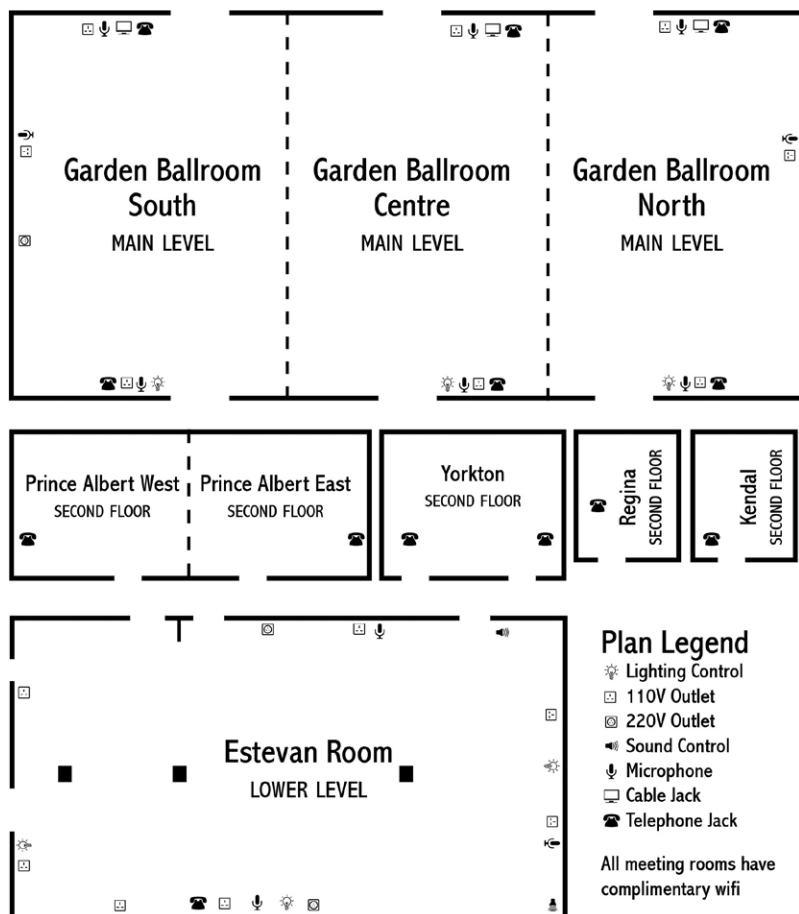 Garden Ballroom
South
MAIN LEVEL
Garden Ballroom
Centre
MAIN LEVEL
Garden Ballroom
North
MAIN LEVEL
Prince Albert West
SECOND FLOOR
Prince Albert East
SECOND FLOOR
Yorkton
SECOND FLOOR
Regina
SECOND FLOOR
Kendal
SECOND FLOOR
Estevan Room
LOWER LEVEL
Plan Legend
Lighting Control
110V Outlet
220V Outlet
Sound Control
Microphone
Cable Jack
Telephone Jack
All meeting rooms have
complimentary wifi